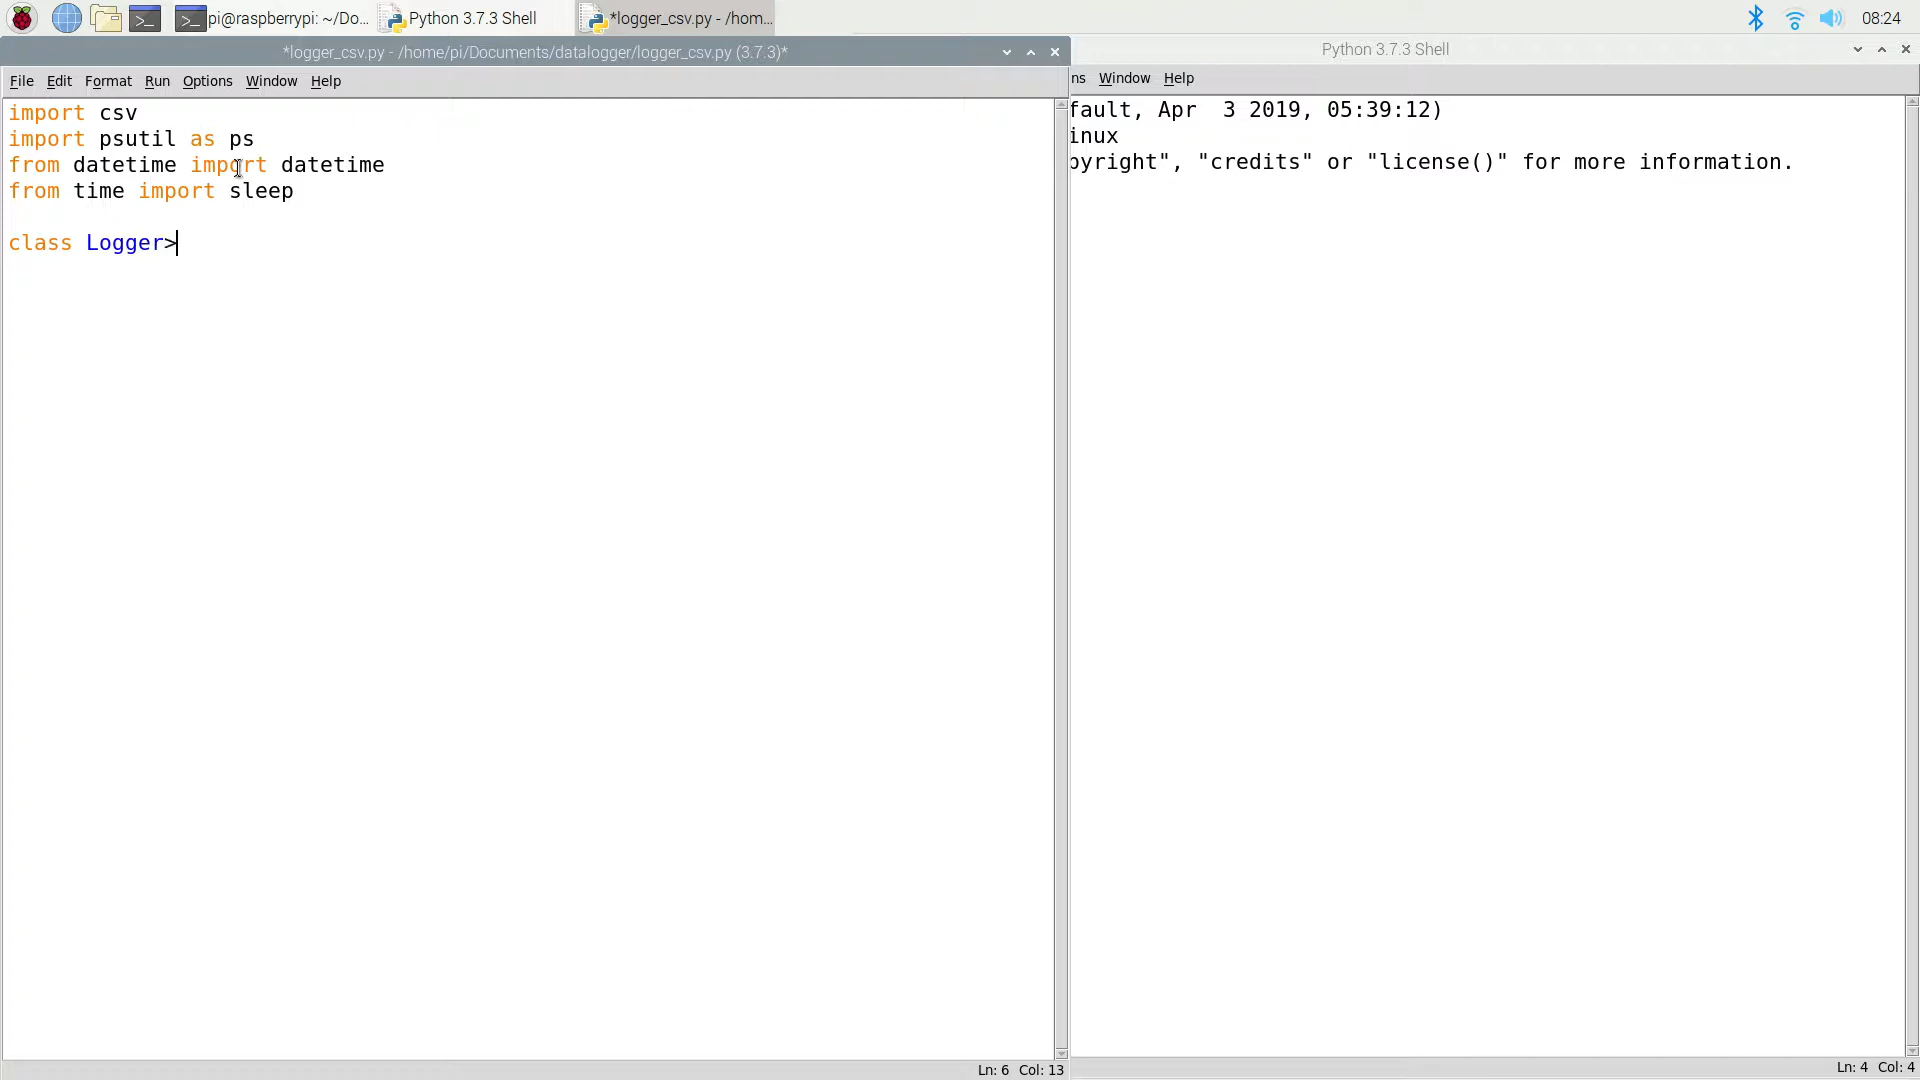 pi@raspberrypi: ~/Do...
Python 3.7.3 Shell
*logger_csv.py - /hom...
08:24
*logger_csv.py - /home/pi/Documents/datalogger/logger_csv.py (3.7.3)*
File Edit Format Run Options Window Help
import csv
import psutil as ps
from datetime import datetime
from time import sleep
class Logger>
Ln: 6 Col: 13
Python 3.7.3 Shell
ns Window Help
fault, Apr  3 2019, 05:39:12)
inux
pyright", "credits" or "license()" for more information.
Ln: 4 Col: 4